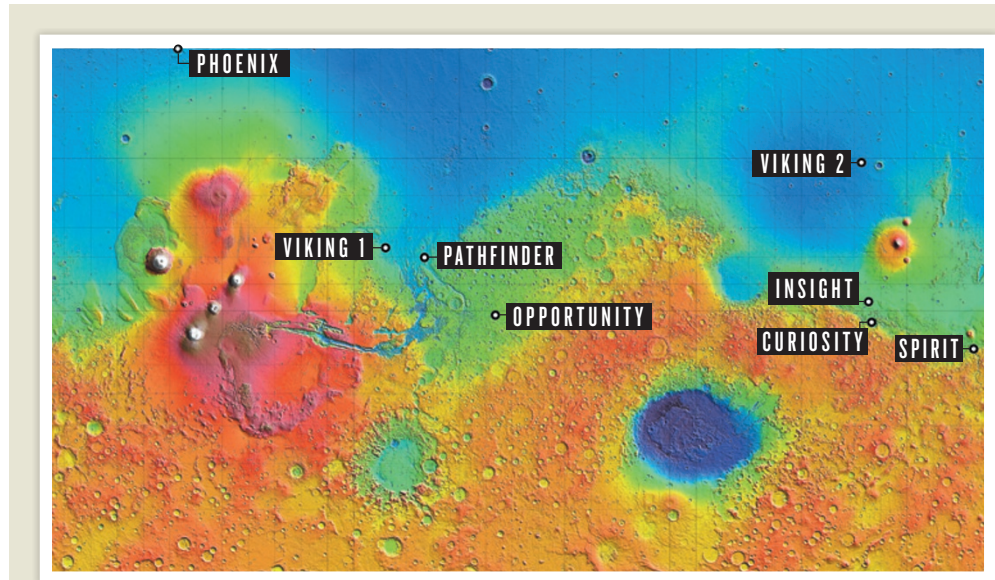 PHOENIX
VIKING 2
VIKING 1
PATHFINDER
INSIGHT
OPPORTUNITY
CURIOSITY
SPIRIT